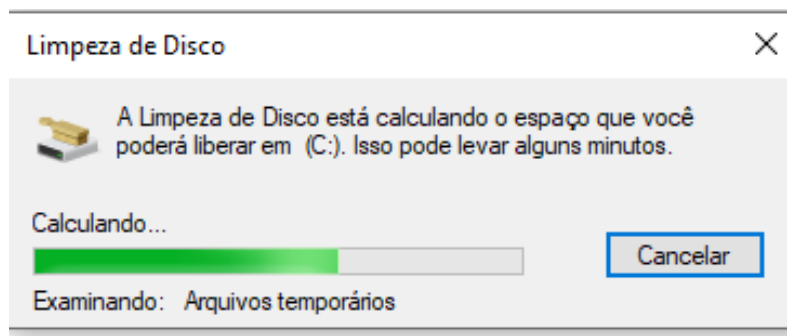 Limpeza de Disco
A Limpeza de Disco está calculando o espaço que você
poderá liberar em  (C:). Isso pode levar alguns minutos.
Calculando...
Cancelar
Examinando:   Arquivos temporários